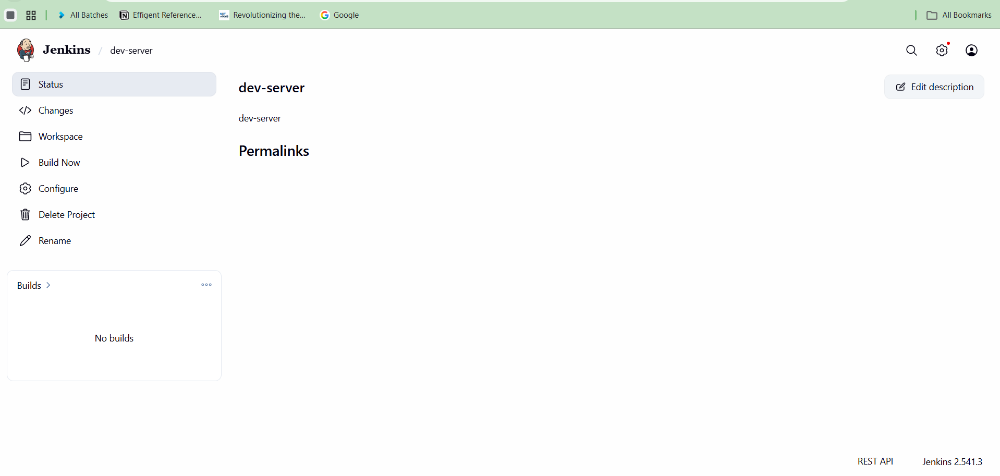 All Batches
Effigent Reference...
Revolutionizing the...
Google
All Bookmarks
Jenkins / dev-server
Status
Changes
Workspace
Build Now
Configure
Delete Project
Rename
Builds
No builds
dev-server
Edit description
dev-server
Permalinks
REST API
Jenkins 2.541.3